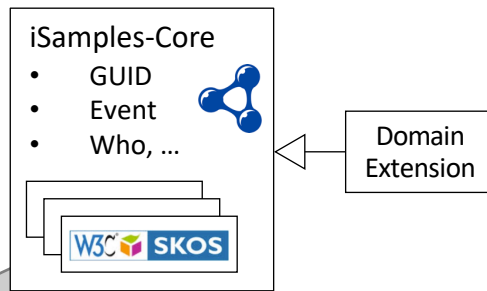 iSamples-Core
• GUID
• Event
• Who, ...
W3C SKOS
Domain
Extension